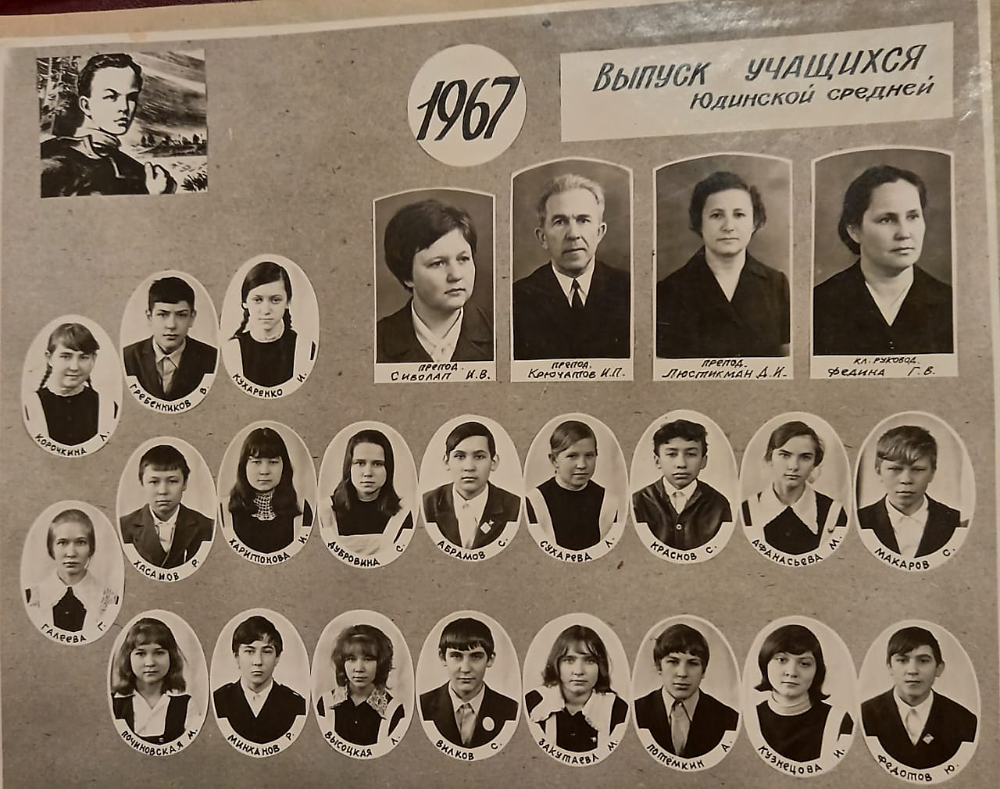 1967
ВЫПУСК УЧАЩИХСЯ
ЮДИНСКОЙ СРЕДНЕЙ
ПРЕПОД.
СИВОЛАП И.В.
ПРЕПОД.
КРЮЧАТОВ И.П.
ПРЕПОД.
ЛЮСТИКМАН Д.И.
КЛ. РУКОВОД.
ФЕДИНА Г.В.
КОРОЧКИНА Л.
ГРЕБЕННИКОВ В.
КУХАРЕНКО И.
ГАЛЕЕВА Г.
ХАСАНОВ Р.
ХАРИТОНОВА И.
ДУБРОВИНА С.
АБРАМОВ С.
СУХАРЕВА Л.
КРАСНОВ С.
АФАНАСЬЕВА М.
МАКАРОВ С.
ПОЧИНОВСКАЯ М.
МИНХАНОВ Р.
ВЫСОЦКАЯ Л.
ВИЛКОВ С.
ЗАКУТАЕВА М.
ПОТЁМКИН А.
КУЗНЕЦОВА И.
ФЕДОТОВ Ю.